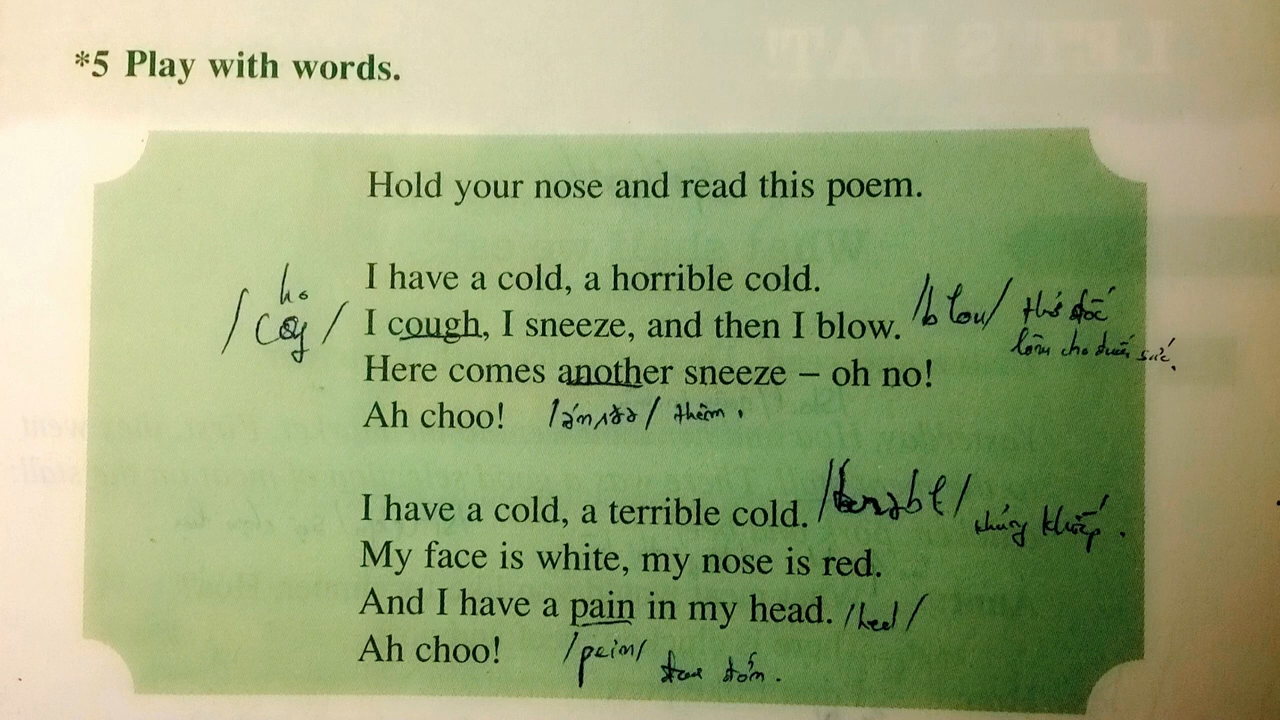 *5 Play with words.
Hold your nose and read this poem.
I have a cold, a horrible cold.
ho
I cough, I sneeze, and then I blow. /blou/
Here comes another sneeze – oh no!
Ah choo! thêm.
I have a cold, a terrible cold.
My face is white, my nose is red.
And I have a pain in my head. /hed/
Ah choo! /pein/